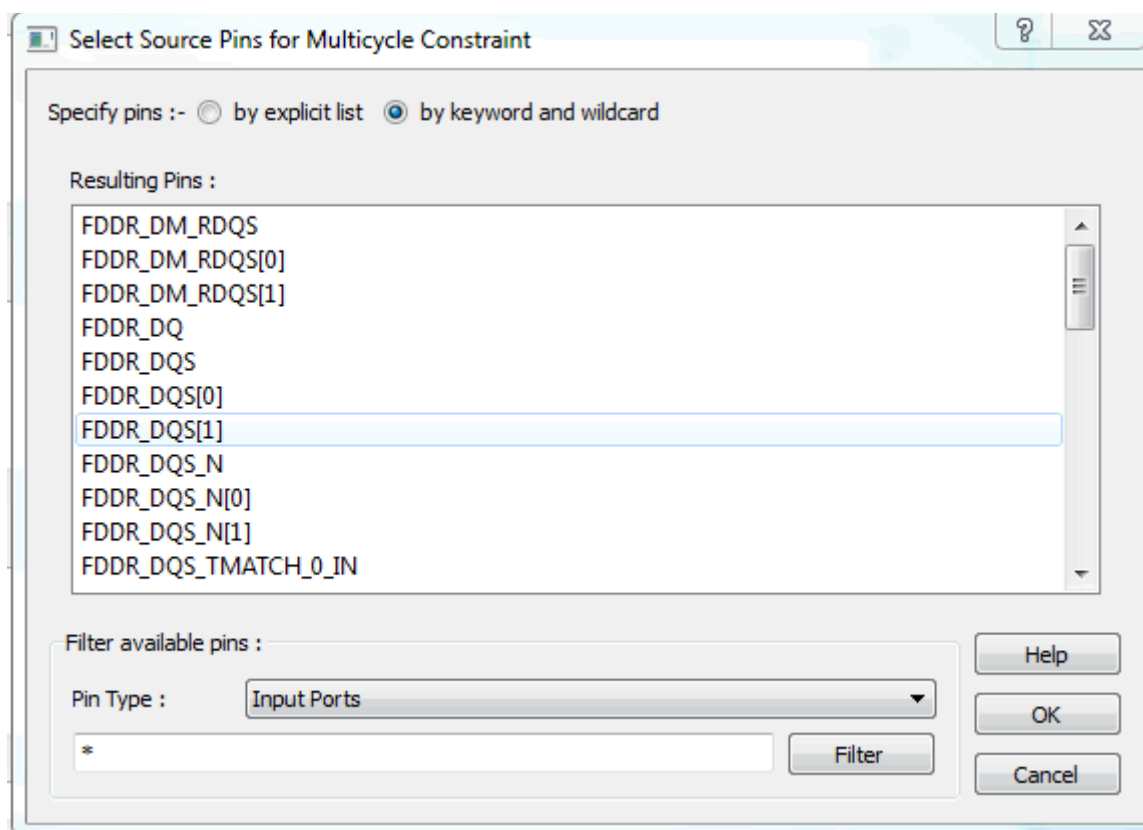 Select Source Pins for Multicycle Constraint
Specify pins :- by explicit list by keyword and wildcard
Resulting Pins :
FDDR_DM_RDQS
FDDR_DM_RDQS[0]
FDDR_DM_RDQS[1]
FDDR_DQ
FDDR_DQS
FDDR_DQS[0]
FDDR_DQS[1]
FDDR_DQS_N
FDDR_DQS_N[0]
FDDR_DQS_N[1]
FDDR_DQS_TMATCH_0_IN
Filter available pins :
Pin Type : Input Ports
*
Filter
Help
OK
Cancel